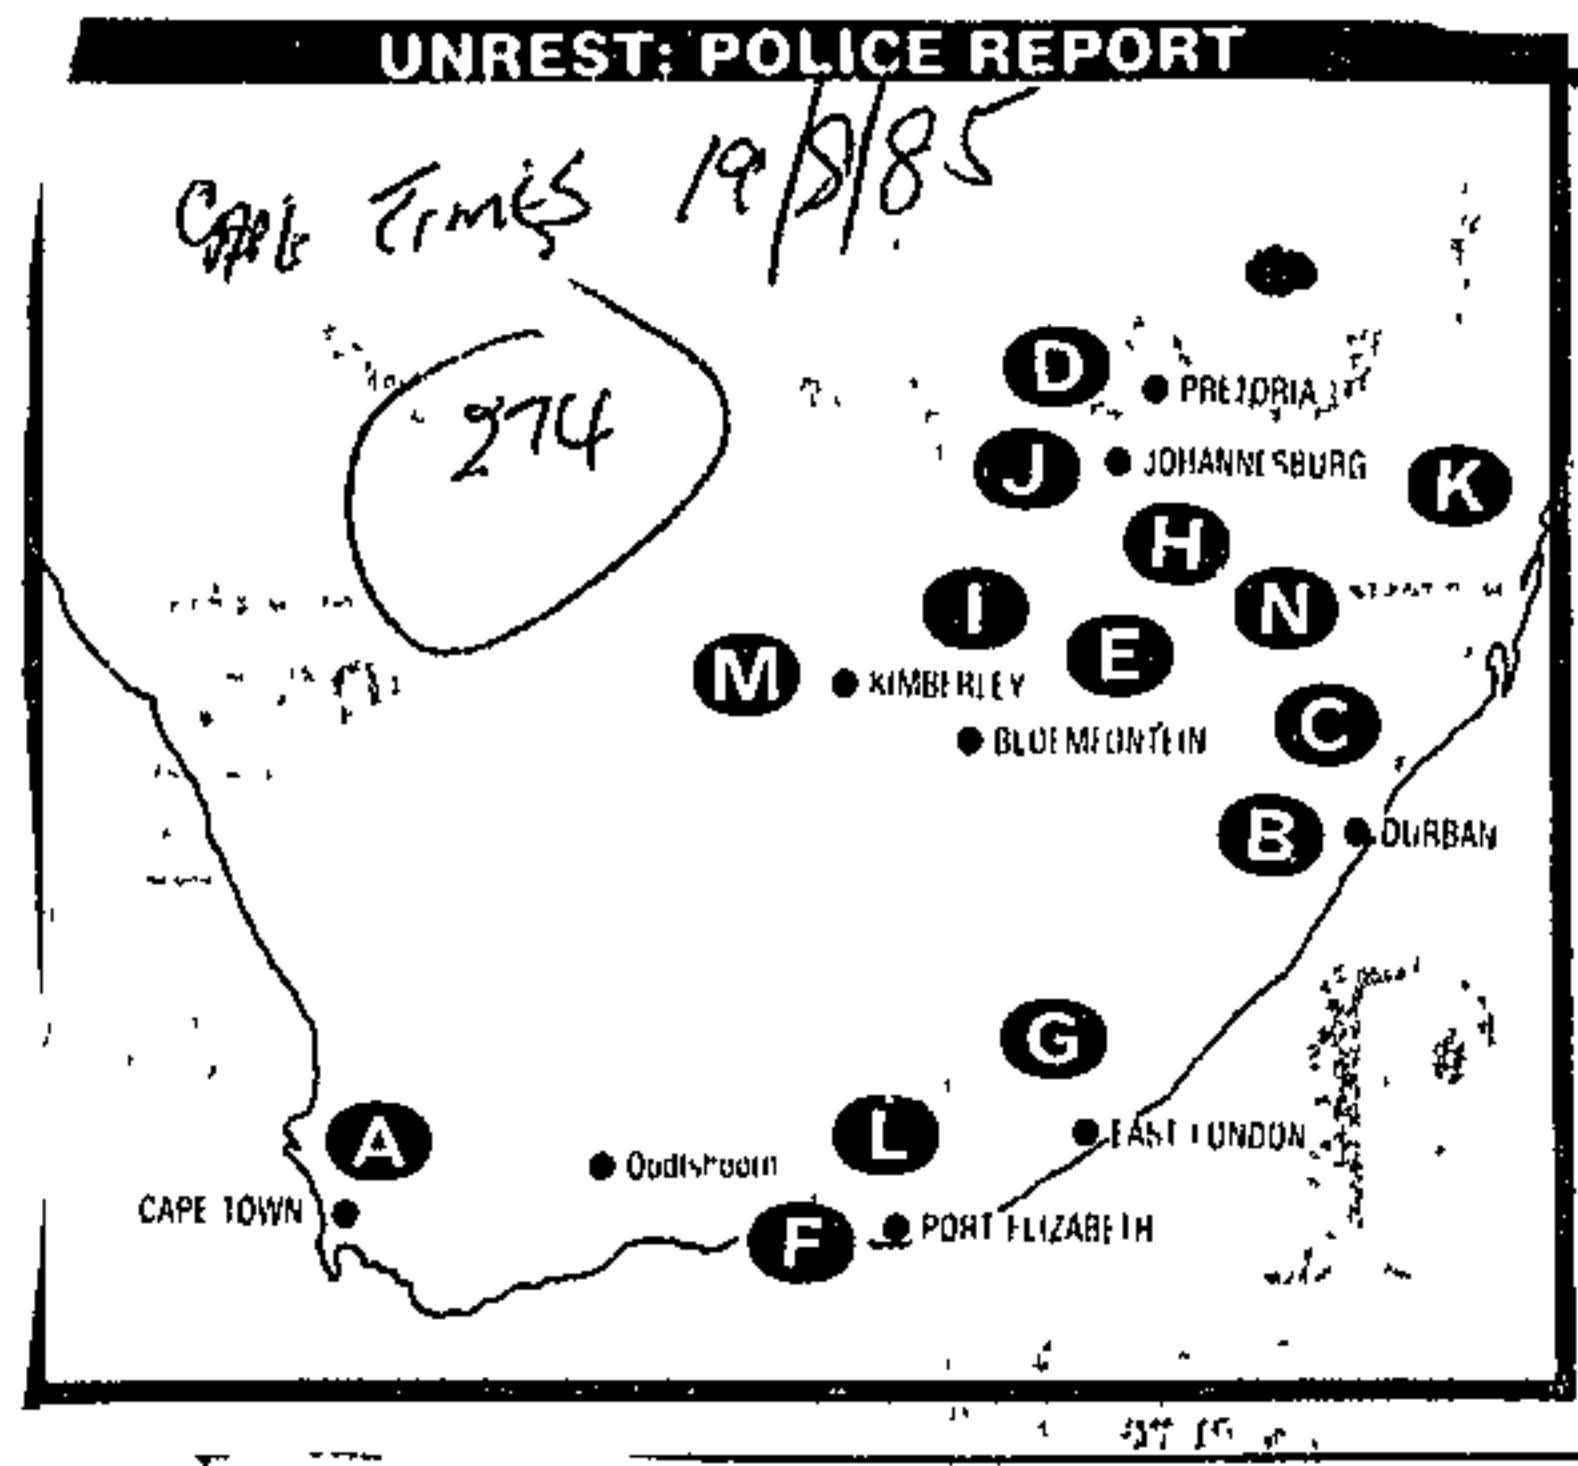 UNREST: POLICE REPORT
Cape Times 19/8/85
274
D
PRETORIA
J
JOHANNESBURG
K
H
I
N
E
M
KIMBERLEY
C
BLOEMFONTEIN
B
DURBAN
G
L
EAST LONDON
A
Oudtshoorn
CAPE TOWN
F
PORT ELIZABETH